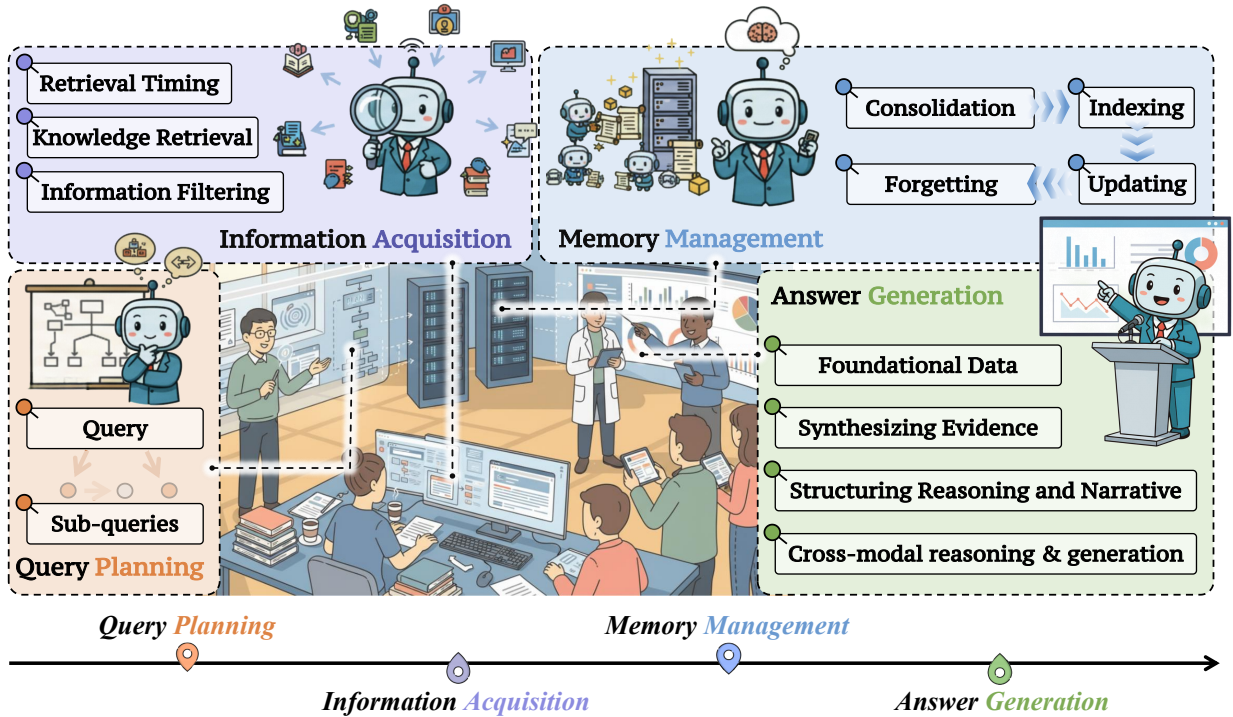 Retrieval Timing
Knowledge Retrieval
Information Filtering
Information Acquisition
Consolidation
Indexing
Forgetting
Updating
Memory Management
Query
Sub-queries
Query Planning
Answer Generation
Foundational Data
Synthesizing Evidence
Structuring Reasoning and Narrative
Cross-modal reasoning & generation
Query Planning
Memory Management
Information Acquisition
Answer Generation